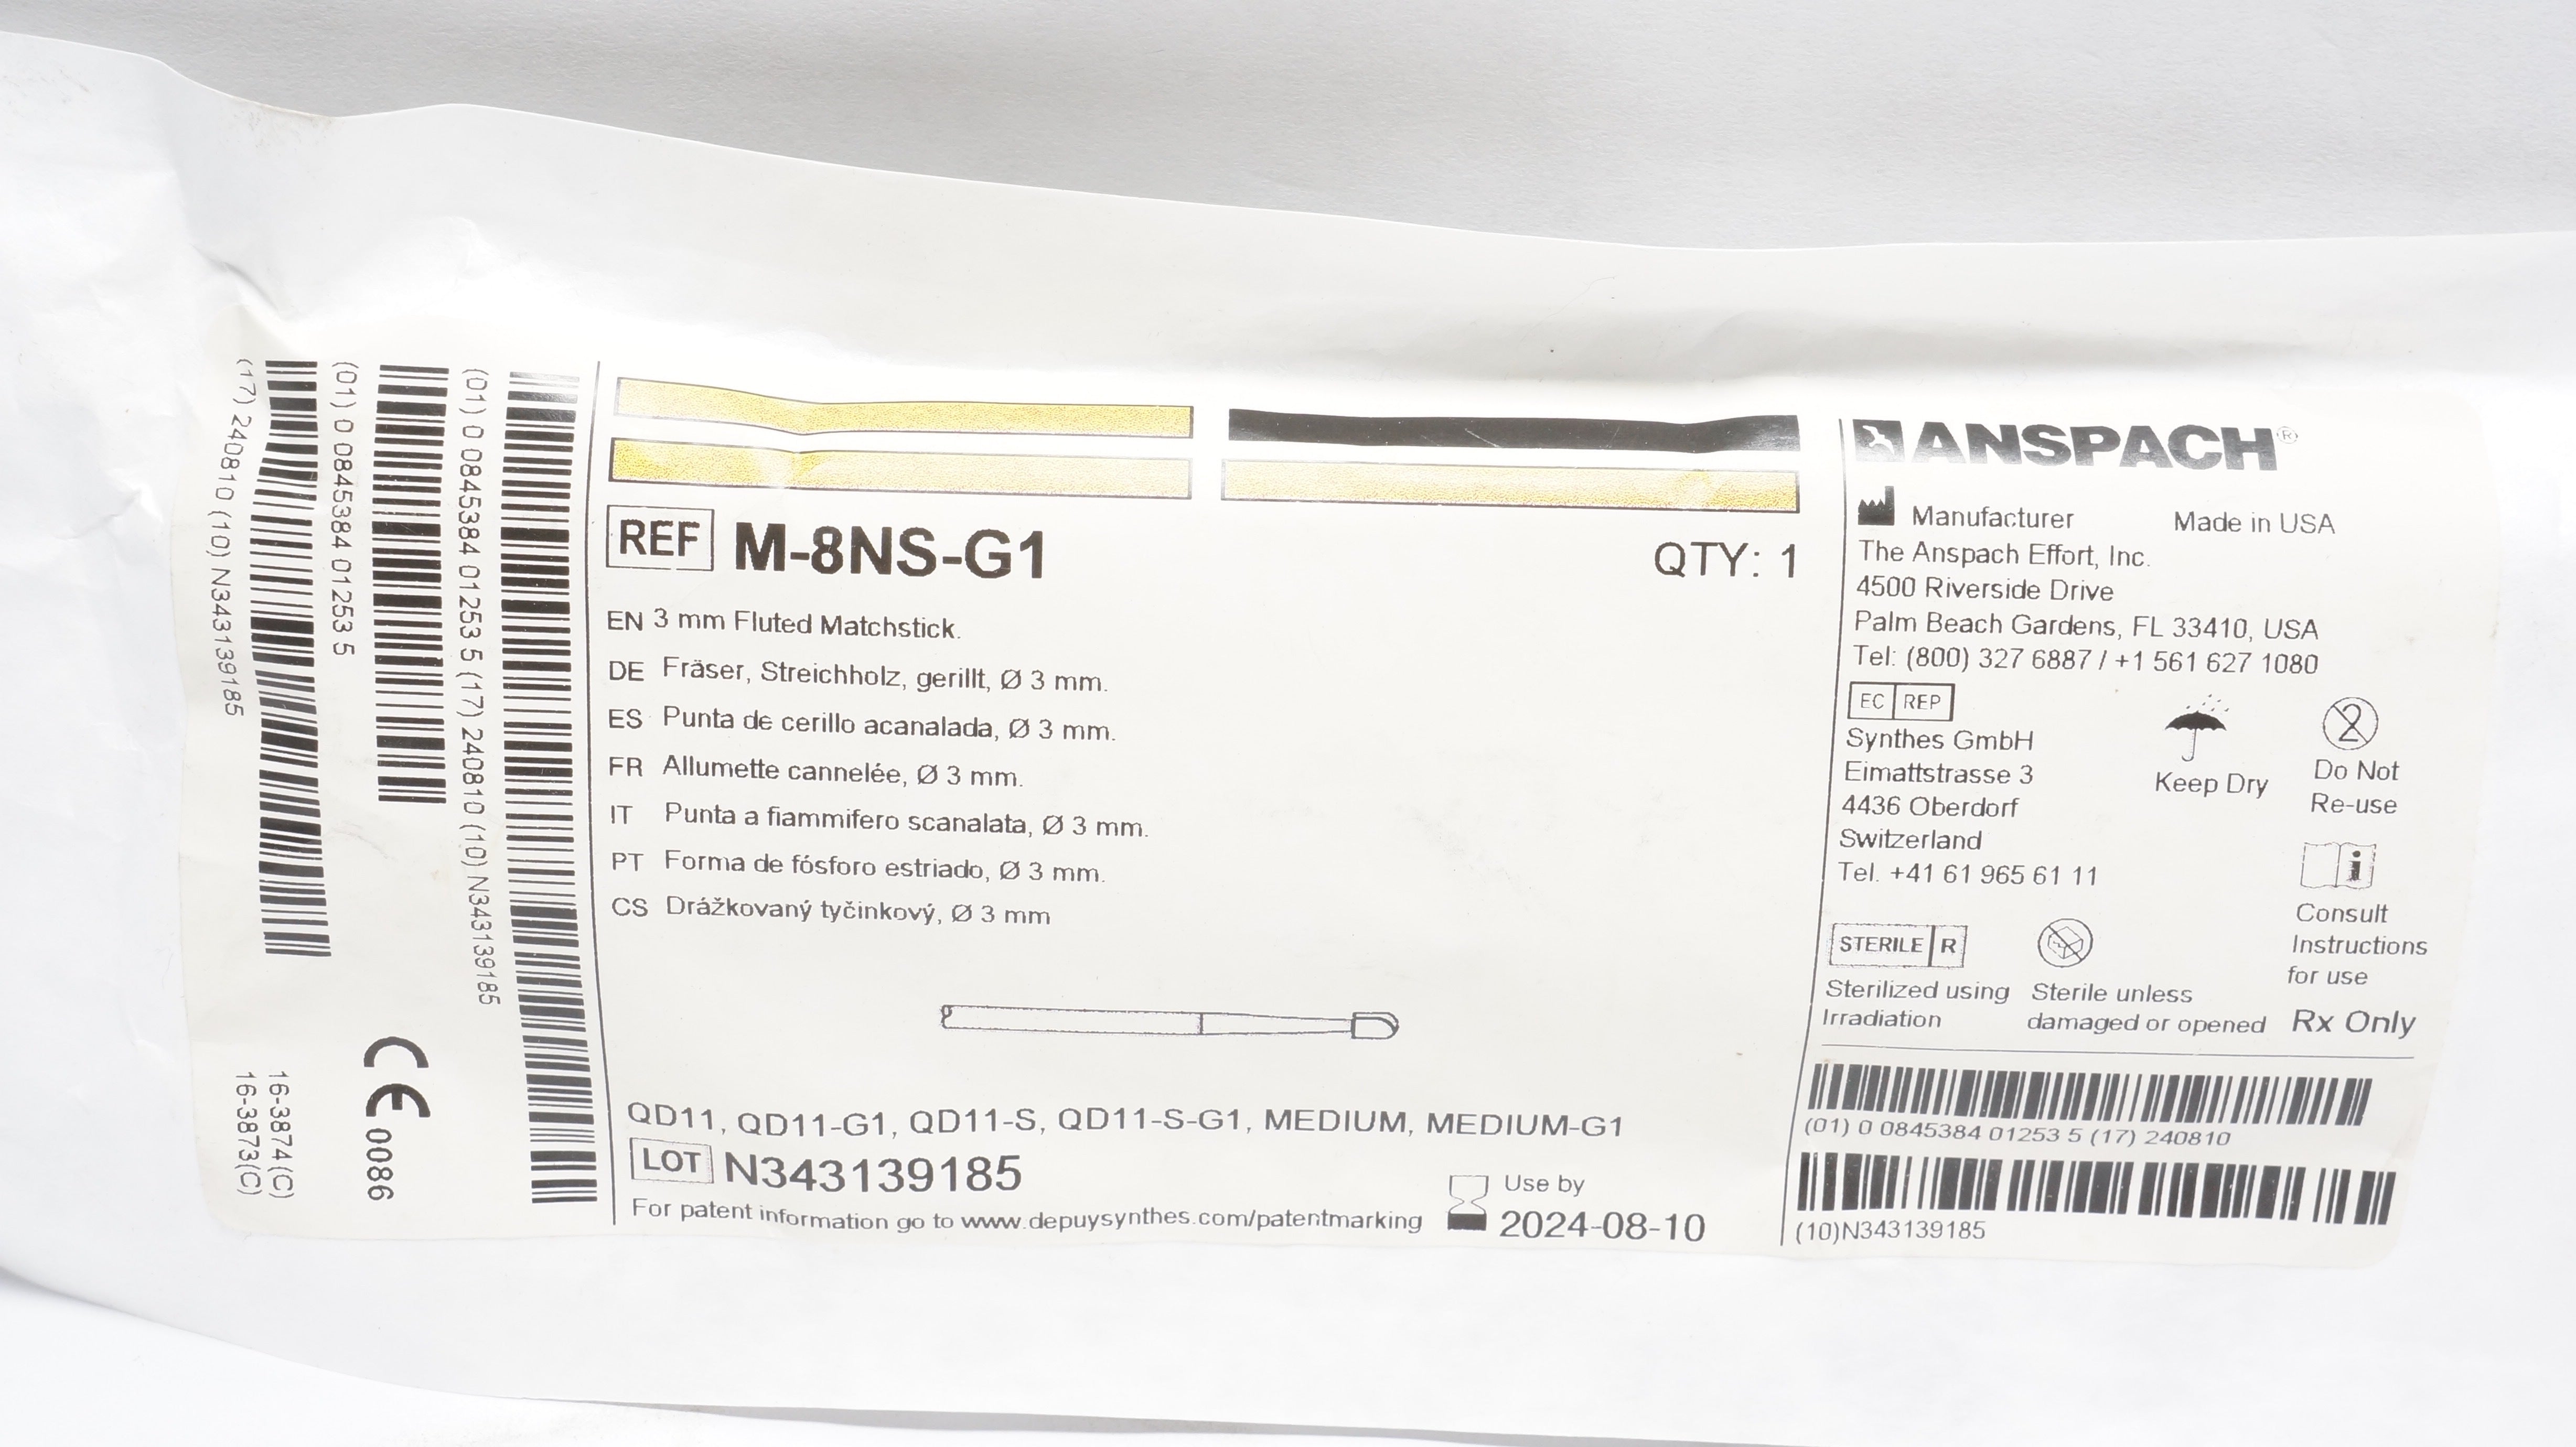 (17) 240810 (10) N343139185
(01) 0 0845384 01253 5
(01) 0 0845384 01253 5 (17) 240810 (10) N343139185
16-3874(C)
16-3873(C)
CE 0086
REF M-8NS-G1
QTY: 1
EN 3 mm Fluted Matchstick.
DE Fräser, Streichholz, gerillt, Ø 3 mm.
ES Punta de cerillo acanalada, Ø 3 mm.
FR Allumette cannelée, Ø 3 mm.
IT Punta a fiammifero scanalata, Ø 3 mm.
PT Forma de fósforo estriado, Ø 3 mm.
CS Drážkovaný tyčinkový, Ø 3 mm
QD11, QD11-G1, QD11-S, QD11-S-G1, MEDIUM, MEDIUM-G1
LOT N343139185
Use by
2024-08-10
For patent information go to www.depuysynthes.com/patentmarking
ANSPACH®
Manufacturer Made in USA
The Anspach Effort, Inc.
4500 Riverside Drive
Palm Beach Gardens, FL 33410, USA
Tel: (800) 327 6887 / +1 561 627 1080
EC REP
Synthes GmbH
Eimattstrasse 3
4436 Oberdorf
Switzerland
Tel. +41 61 965 61 11
Keep Dry
2
Do Not
Re-use
i
Consult
Instructions
for use
STERILE R
Sterilized using
Irradiation
Sterile unless
damaged or opened
Rx Only
(01) 0 0845384 01253 5 (17) 240810
(10)N343139185